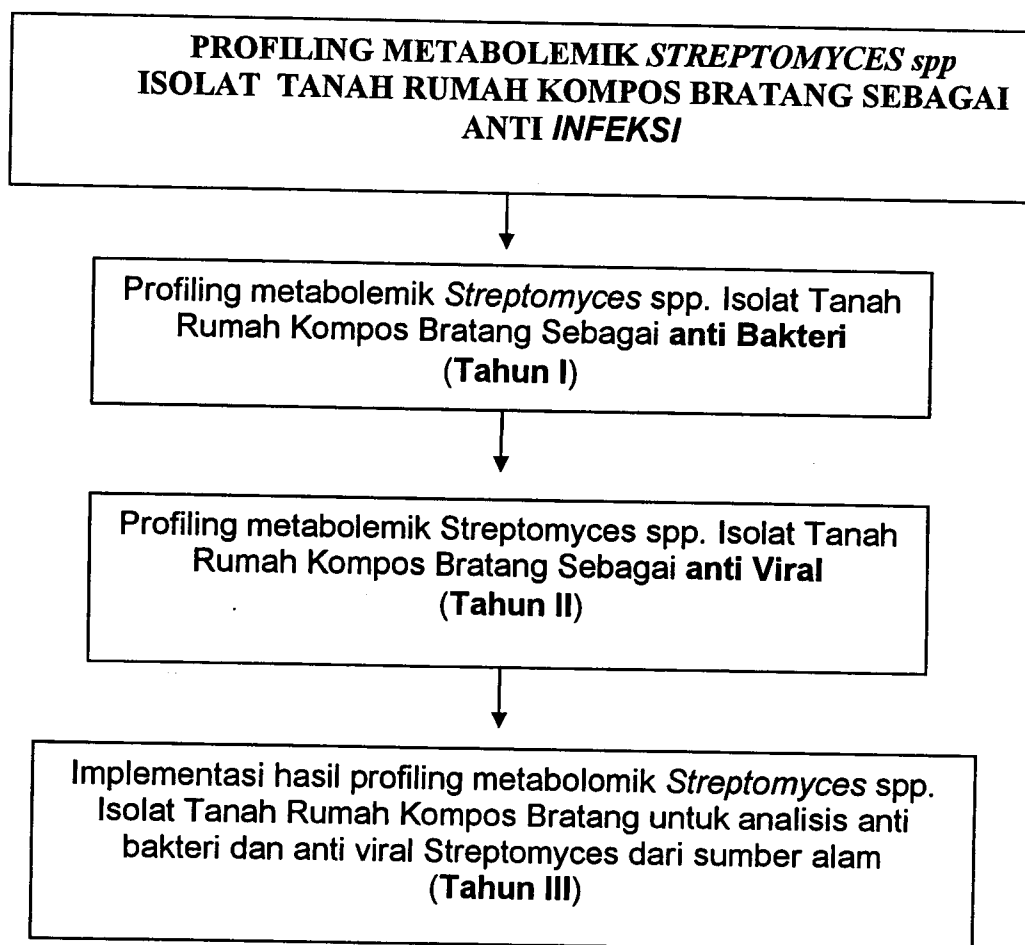 PROFILING METABOLEMIK STREPTOMYCES spp
ISOLAT TANAH RUMAH KOMPOS BRATANG SEBAGAI
ANTI INFEKSI
Profiling metabolemik Streptomyces spp. Isolat Tanah
Rumah Kompos Bratang Sebagai anti Bakteri
(Tahun I)
Profiling metabolemik Streptomyces spp. Isolat Tanah
Rumah Kompos Bratang Sebagai anti Viral
(Tahun II)
Implementasi hasil profiling metabolomik Streptomyces spp.
Isolat Tanah Rumah Kompos Bratang untuk analisis anti
bakteri dan anti viral Streptomyces dari sumber alam
(Tahun III)